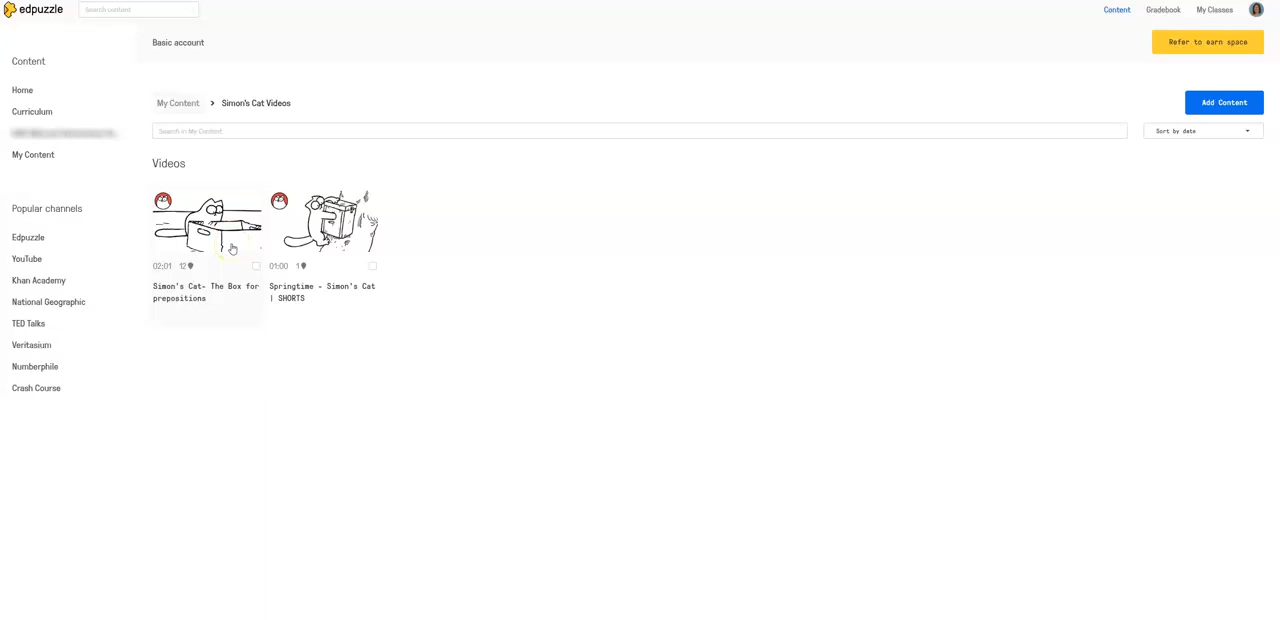 edpuzzle
Search content
Content
Gradebook
My Classes
Basic account
Refer to earn space
Content
Home
Curriculum
My Content
Popular channels
Edpuzzle
YouTube
Khan Academy
National Geographic
TED Talks
Veritasium
Numberphile
Crash Course
My Content > Simon's Cat Videos
Add Content
Search in My Content
Sort by date
Videos
02:01 12
Simon's Cat- The Box for
prepositions
01:00 1
Springtime - Simon's Cat
| SHORTS